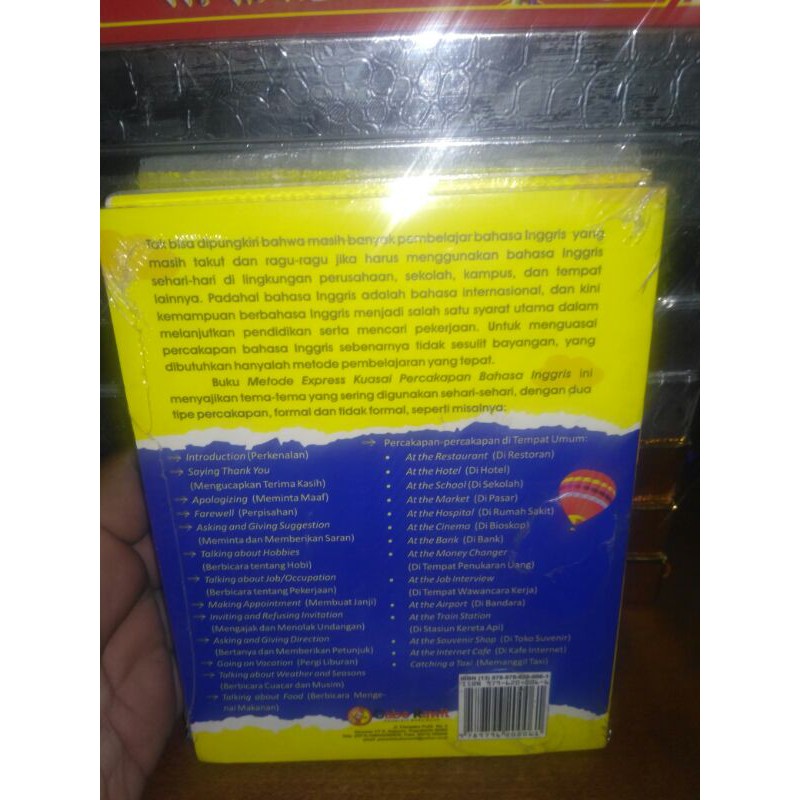 Tak bisa dipungkiri bahwa masih banyak pembelajar bahasa Inggris yang
masih takut dan ragu-ragu jika harus menggunakan bahasa Inggris
sehari-hari di lingkungan perusahaan, sekolah, kampus, dan tempat
lainnya. Padahal bahasa Inggris adalah bahasa internasional, dan kini
kemampuan berbahasa Inggris menjadi salah satu syarat utama dalam
melanjutkan pendidikan serta mencari pekerjaan. Untuk menguasai
percakapan bahasa Inggris sebenarnya tidak sesulit bayangan, yang
dibutuhkan hanyalah metode pembelajaran yang tepat.
Buku Metode Express Kuasai Percakapan Bahasa Inggris ini
menyajikan tema-tema yang sering digunakan sehari-sehari, dengan dua
tipe percakapan, formal dan tidak formal, seperti misalnya:
→ Introduction (Perkenalan)
→ Saying Thank You
(Mengucapkan Terima Kasih)
→ Apologizing (Meminta Maaf)
→ Farewell (Perpisahan)
→ Asking and Giving Suggestion
(Meminta dan Memberikan Saran)
→ Talking about Hobbies
(Berbicara tentang Hobi)
→ Talking about Job/Occupation
(Berbicara tentang Pekerjaan)
→ Making Appointment (Membuat Janji)
→ Inviting and Refusing Invitation
(Mengajak dan Menolak Undangan)
→ Asking and Giving Direction
(Bertanya dan Memberikan Petunjuk)
→ Going on Vacation (Pergi Liburan)
→ Talking about Weather and Seasons
(Berbicara Cuacar dan Musim)
→ Talking about Food (Berbicara Menge-
nai Makanan)
→ Percakapan-percakapan di Tempat Umum:
• At the Restaurant (Di Restoran)
• At the Hotel (Di Hotel)
• At the School (Di Sekolah)
• At the Market (Di Pasar)
• At the Hospital (Di Rumah Sakit)
• At the Cinema (Di Bioskop)
• At the Bank (Di Bank)
• At the Money Changer
(Di Tempat Penukaran Uang)
• At the Job Interview
(Di Tempat Wawancara Kerja)
• At the Airport (Di Bandara)
• At the Train Station
(Di Stasiun Kereta Api)
• At the Souvenir Shop (Di Toko Suvenir)
• At the Internet Cafe (Di Kafe Internet)
• Catching a Taxi (Memanggil Taxi)